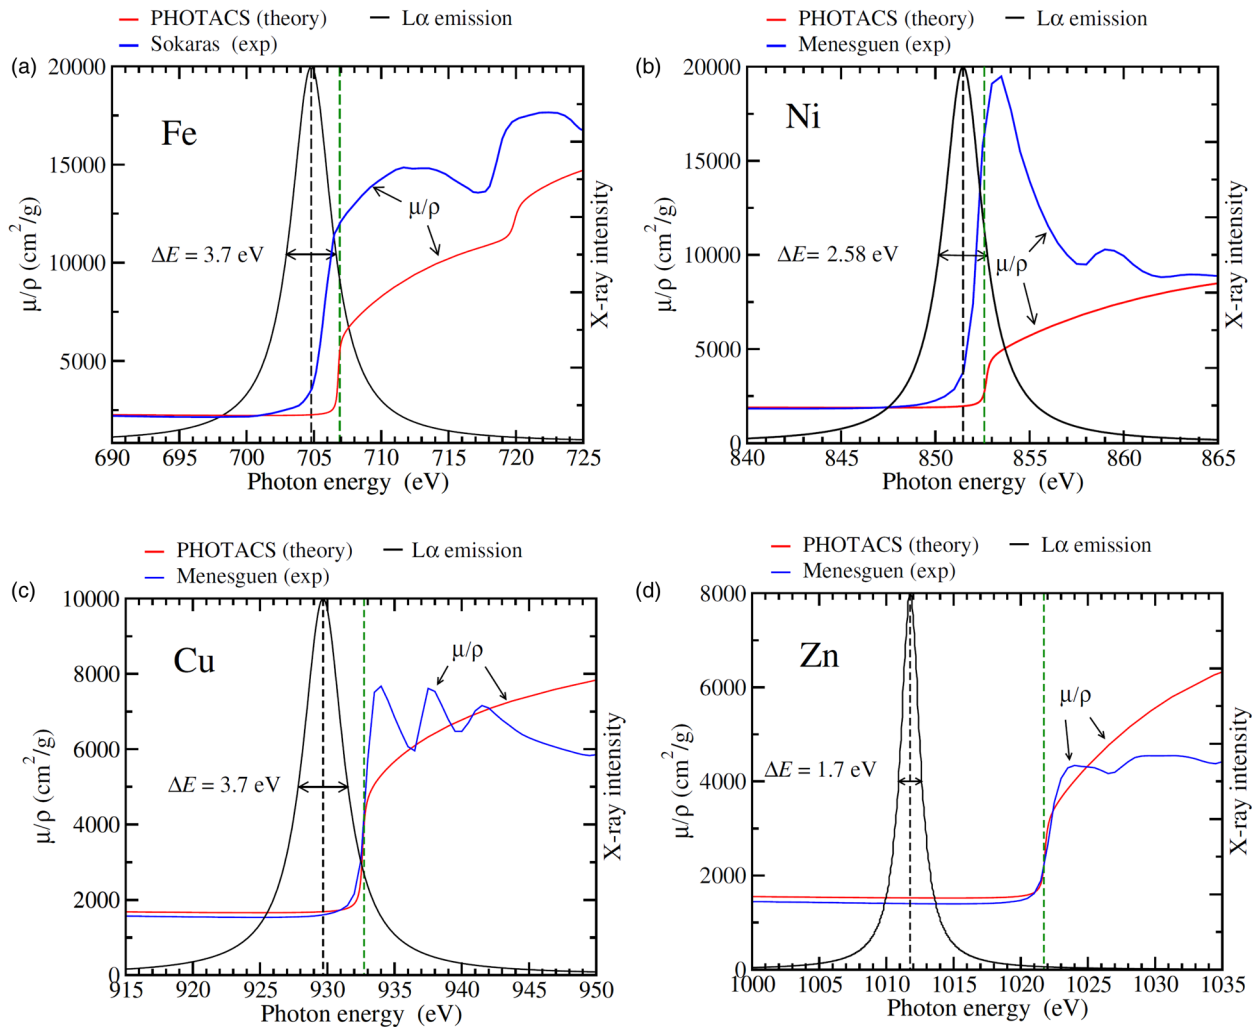 PHOTACS (theory) Lα emission
Sokaras (exp)
(a)
20000
15000
10000
5000
Fe
μ/ρ
ΔE = 3.7 eV
μ/ρ (cm²/g)
X-ray intensity
690 695 700 705 710 715 720 725
Photon energy (eV)
PHOTACS (theory) Lα emission
Menesguen (exp)
(b)
20000
15000
10000
5000
0
Ni
μ/ρ
ΔE= 2.58 eV
μ/ρ (cm²/g)
X-ray intensity
840 845 850 855 860 865
Photon energy (eV)
PHOTACS (theory) Lα emission
Menesguen (exp)
(c)
10000
8000
6000
4000
2000
0
Cu
μ/ρ
ΔE = 3.7 eV
μ/ρ (cm²/g)
X-ray intensity
915 920 925 930 935 940 945 950
Photon energy (eV)
PHOTACS (theory) Lα emission
Menesguen (exp)
(d)
8000
6000
4000
2000
0
Zn
μ/ρ
ΔE = 1.7 eV
μ/ρ (cm²/g)
X-ray intensity
1000 1005 1010 1015 1020 1025 1030 1035
Photon energy (eV)